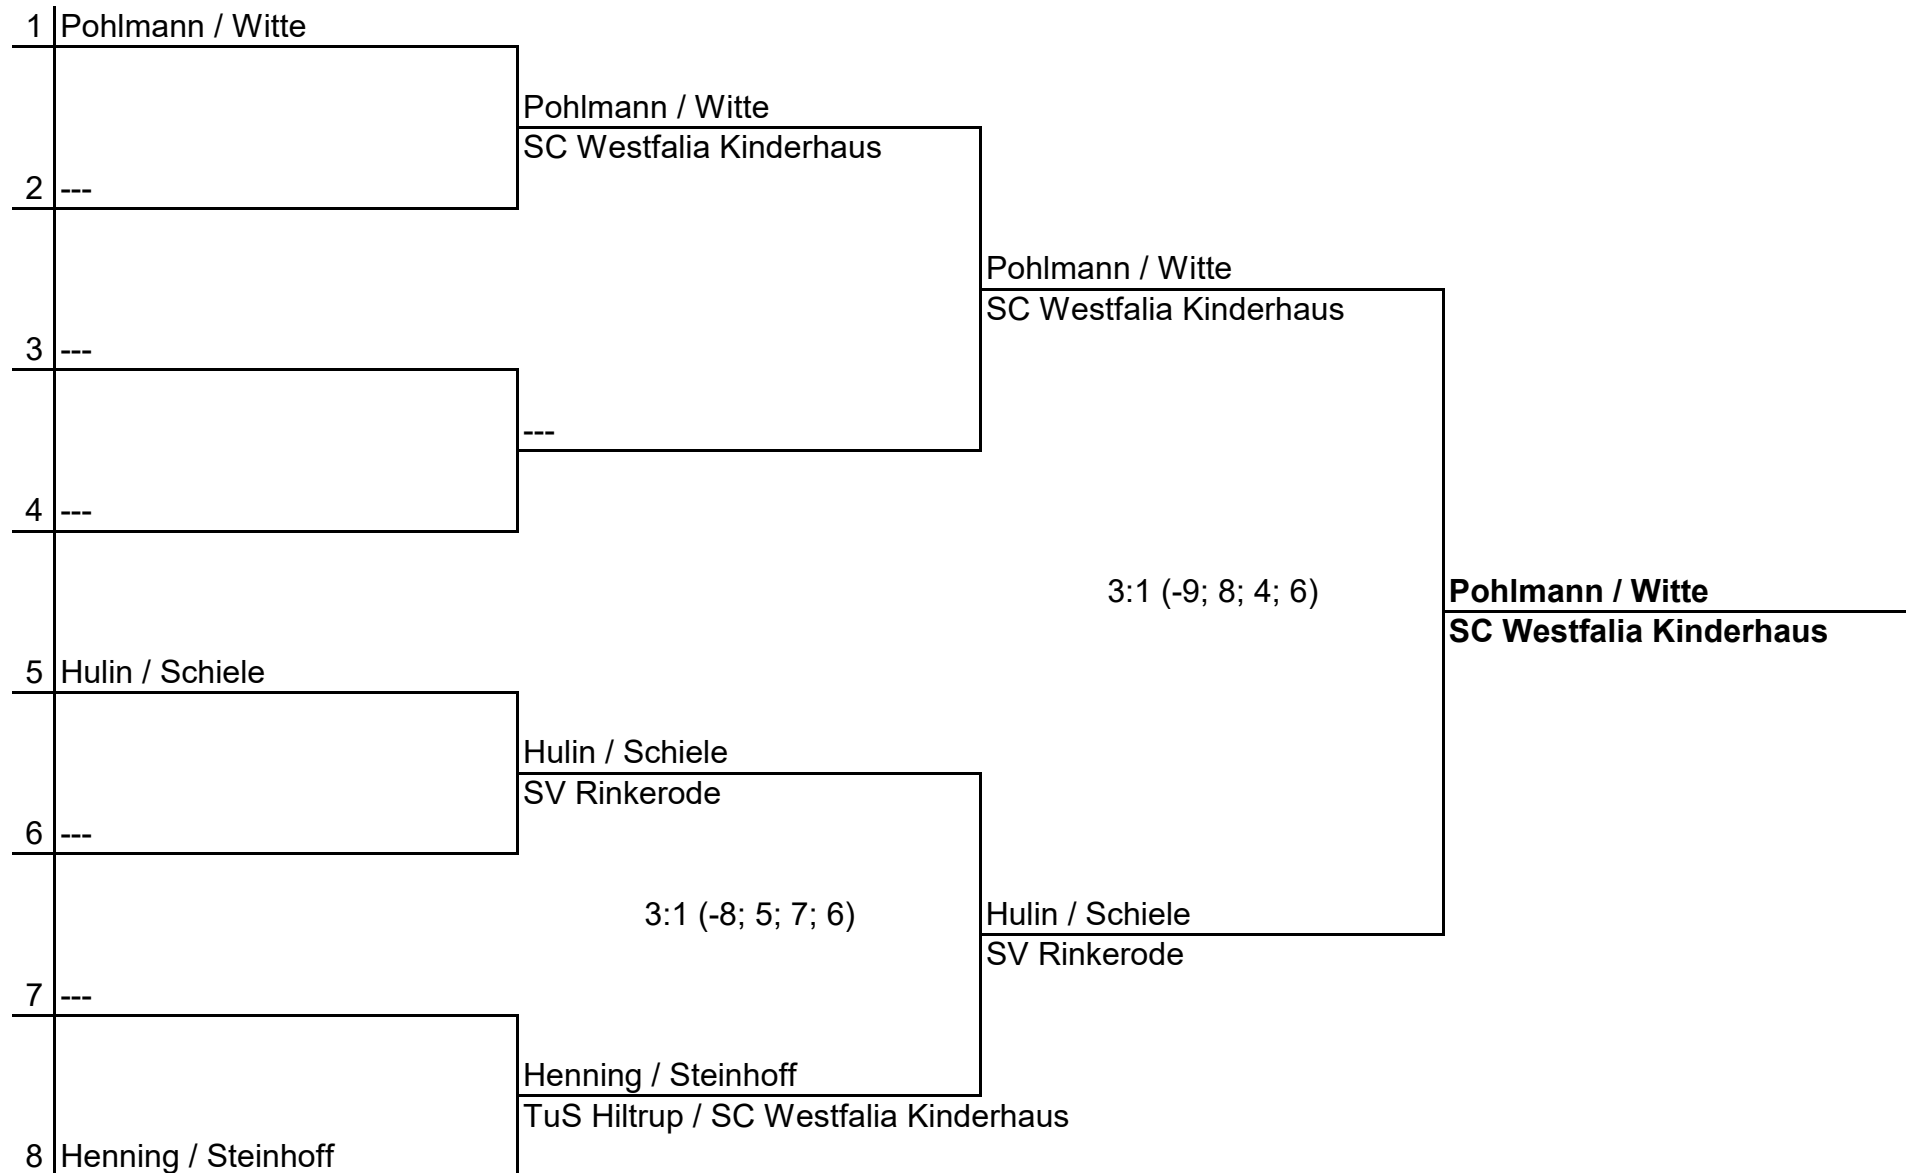 1 Pohlmann / Witte
Pohlmann / Witte
SC Westfalia Kinderhaus
2 ---
Pohlmann / Witte
SC Westfalia Kinderhaus
3 ---
---
4 ---
3:1 (-9; 8; 4; 6)
Pohlmann / Witte
SC Westfalia Kinderhaus
5 Hulin / Schiele
Hulin / Schiele
SV Rinkerode
6 ---
3:1 (-8; 5; 7; 6)
Hulin / Schiele
SV Rinkerode
7 ---
Henning / Steinhoff
TuS Hiltrup / SC Westfalia Kinderhaus
8 Henning / Steinhoff